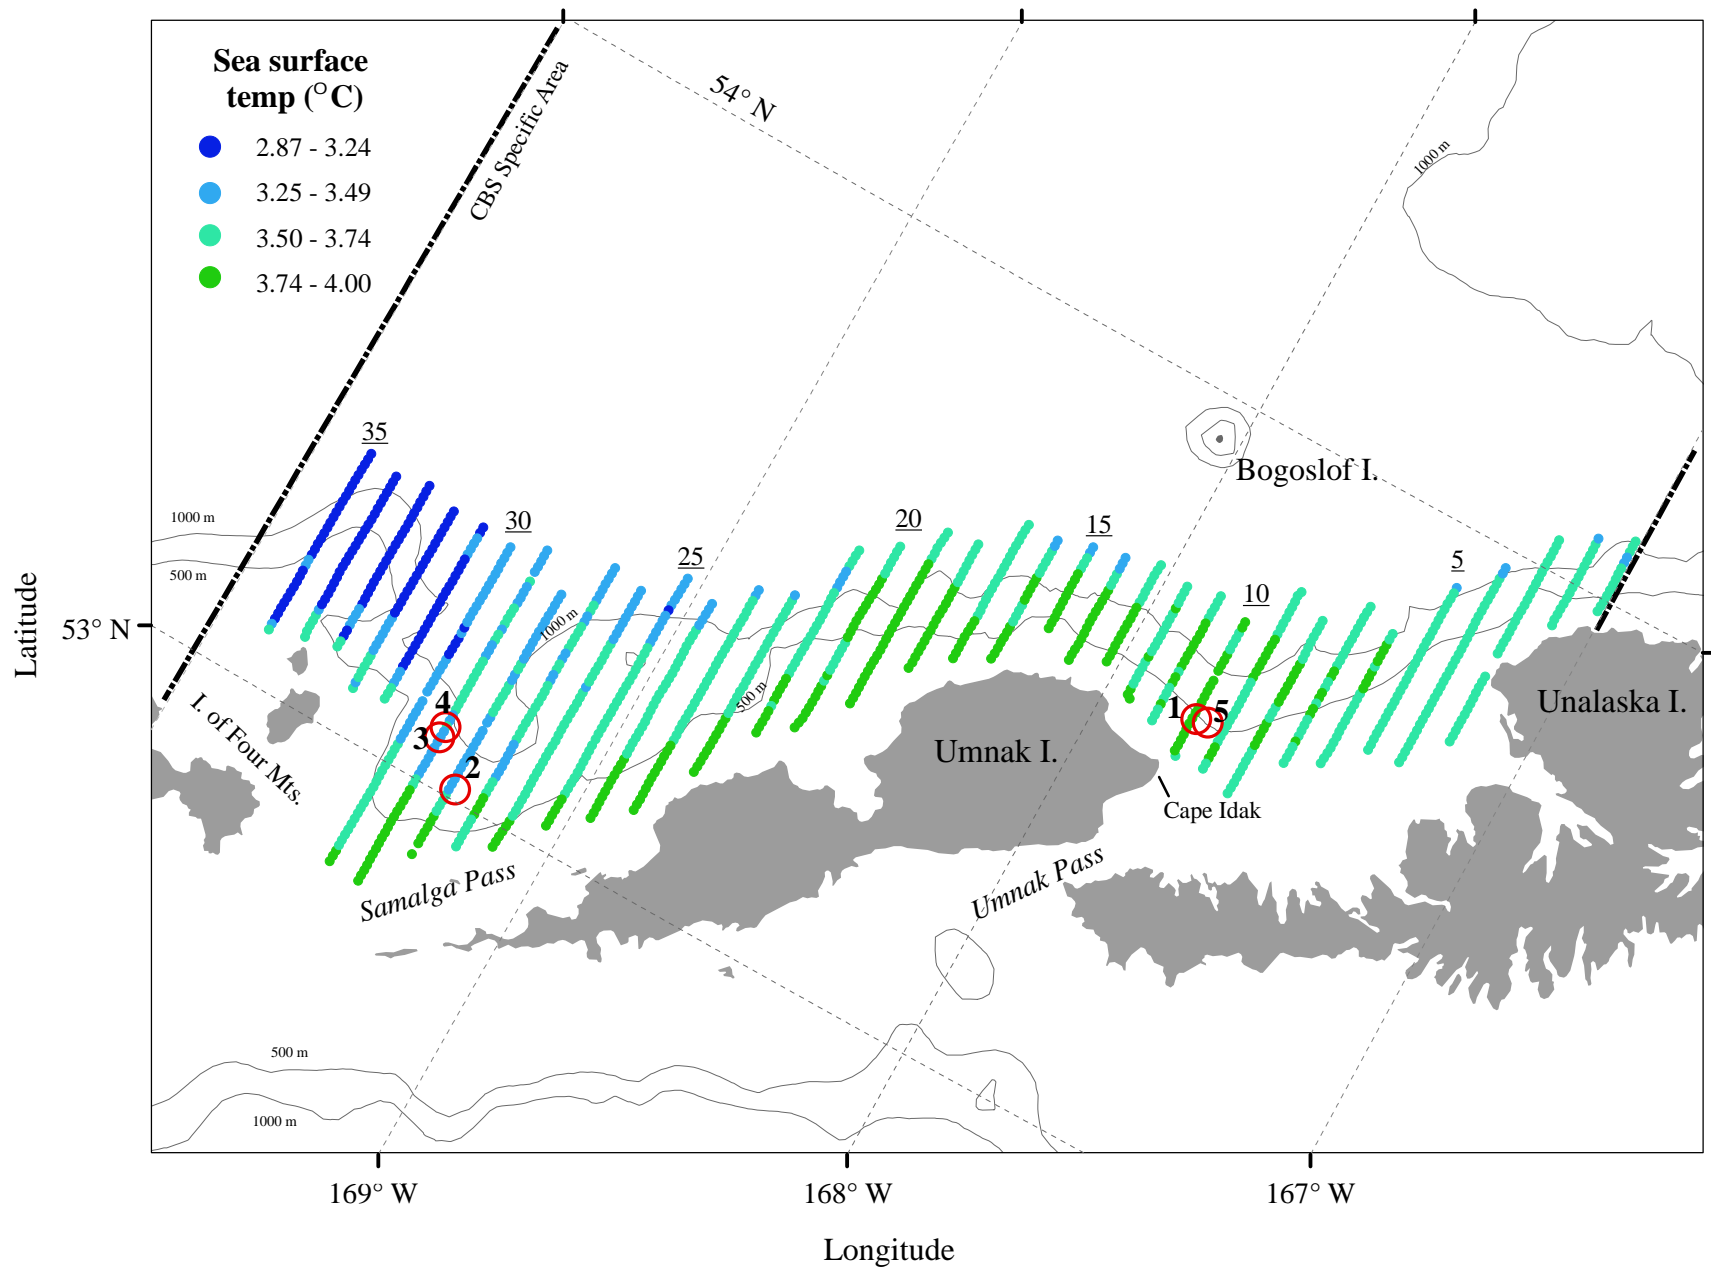 Sea surface
temp (°C)
2.87 - 3.24
3.25 - 3.49
3.50 - 3.74
3.74 - 4.00
CBS Specific Area
54° N
1000 m
35
30
25
20
15
10
5
Bogoslof I.
1000 m
500 m
1000 m
500 m
53° N
Latitude
I. of Four Mts.
4
3
2
1
5
Umnak I.
Unalaska I.
Cape Idak
Samalga Pass
Umnak Pass
500 m
1000 m
169° W
168° W
167° W
Longitude